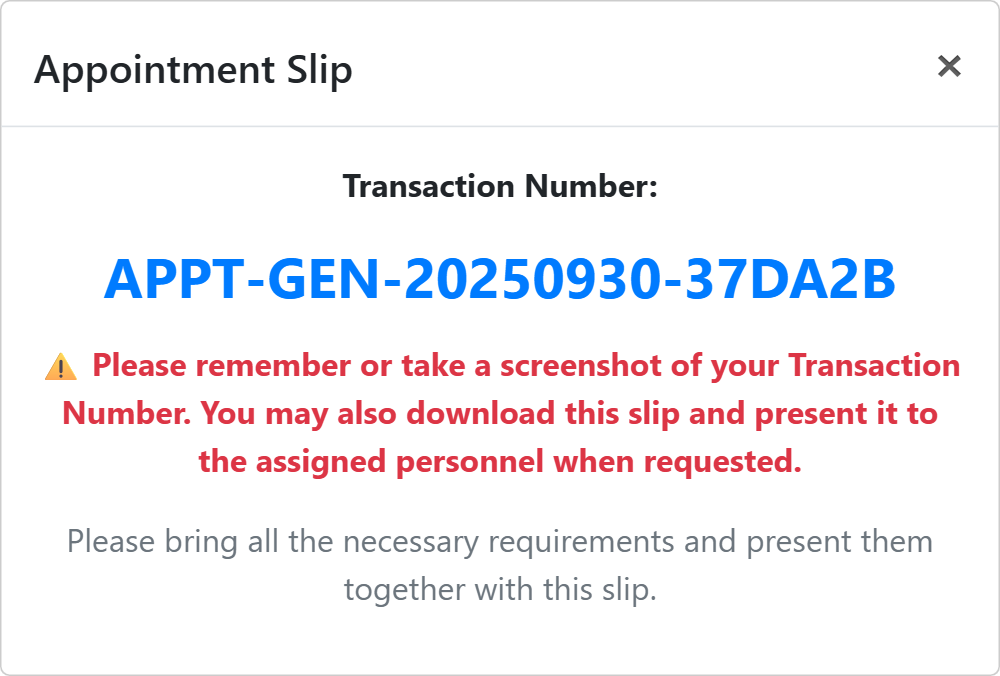 Appointment Slip
Transaction Number:
APPT-GEN-20250930-37DA2B
⚠ Please remember or take a screenshot of your Transaction
Number. You may also download this slip and present it to
the assigned personnel when requested.
Please bring all the necessary requirements and present them
together with this slip.